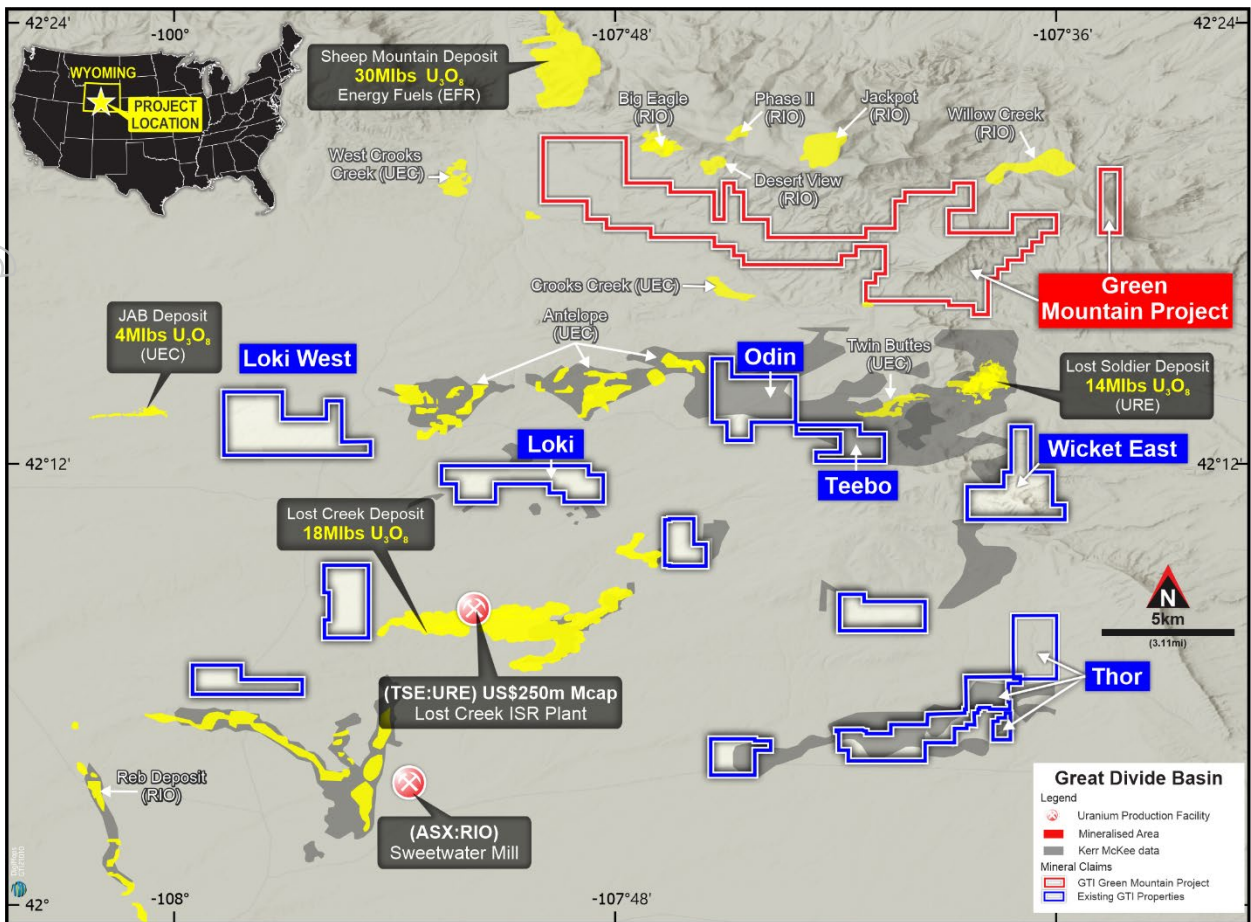 42°24'
-100°
-107°48'
-107°36'
42°24'
WYOMING
PROJECT
LOCATION
Sheep Mountain Deposit
30Mlbs U₃O₈
Energy Fuels (EFR)
Big Eagle
(RIO)
Phase II
(RIO)
Jackpot
(RIO)
Willow Creek
(RIO)
West Crooks
Creek (UEC)
Desert View
(RIO)
Crooks Creek (UEC)
Green
Mountain Project
JAB Deposit
4Mlbs U₃O₈
(UEC)
Loki West
Antelope
(UEC)
Odin
Twin Buttes
(UEC)
Lost Soldier Deposit
14Mlbs U₃O₈
(URE)
42°12'
Loki
Teebo
Wicket East
42°12'
Lost Creek Deposit
18Mlbs U₃O₈
N
5km
(3.11mi)
(TSE:URE) US$250m Mcap
Lost Creek ISR Plant
Thor
Reb Deposit
(RIO)
(ASX:RIO)
Sweetwater Mill
Great Divide Basin
Legend
Uranium Production Facility
Mineralised Area
Kerr McKee data
Mineral Claims
GTI Green Mountain Project
Existing GTI Properties
42°
-108°
-107°48'